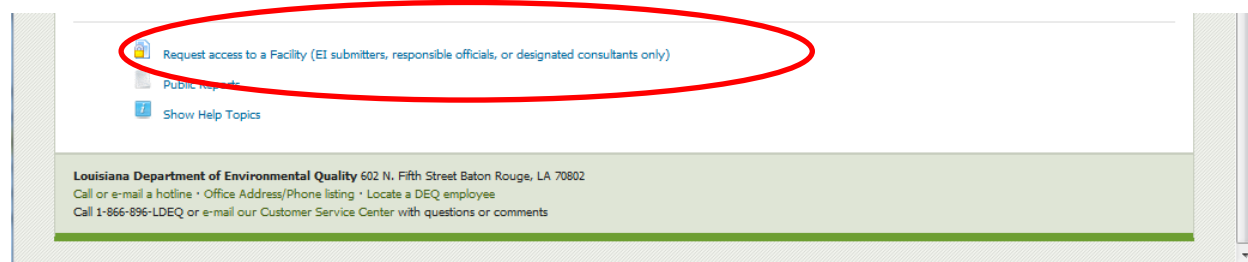 Request access to a Facility (EI submitters, responsible officials, or designated consultants only)
Public Reports
Show Help Topics
Louisiana Department of Environmental Quality 602 N. Fifth Street Baton Rouge, LA 70802
Call or e-mail a hotline · Office Address/Phone listing · Locate a DEQ employee
Call 1-866-896-LDEQ or e-mail our Customer Service Center with questions or comments